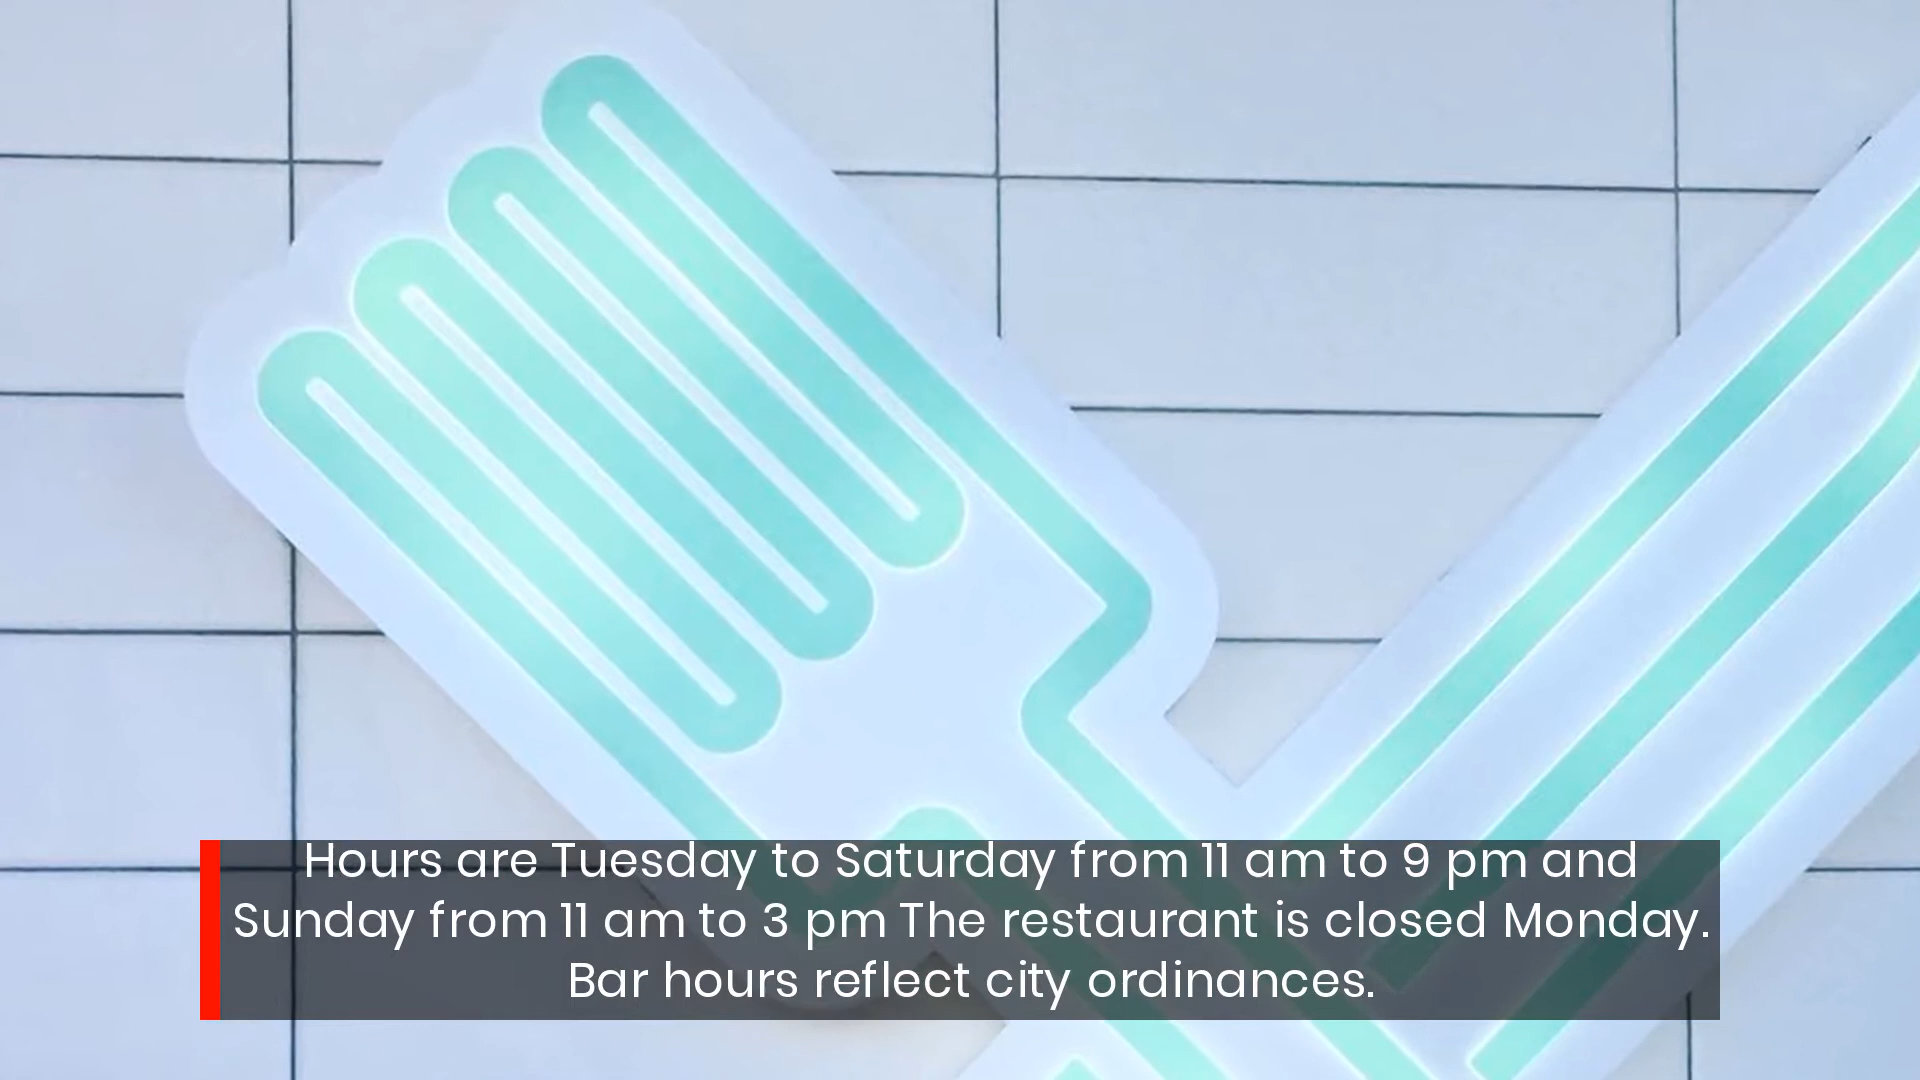 Hours are Tuesday to Saturday from 11 am to 9 pm and
Sunday from 11 am to 3 pm The restaurant is closed Monday.
Bar hours reflect city ordinances.